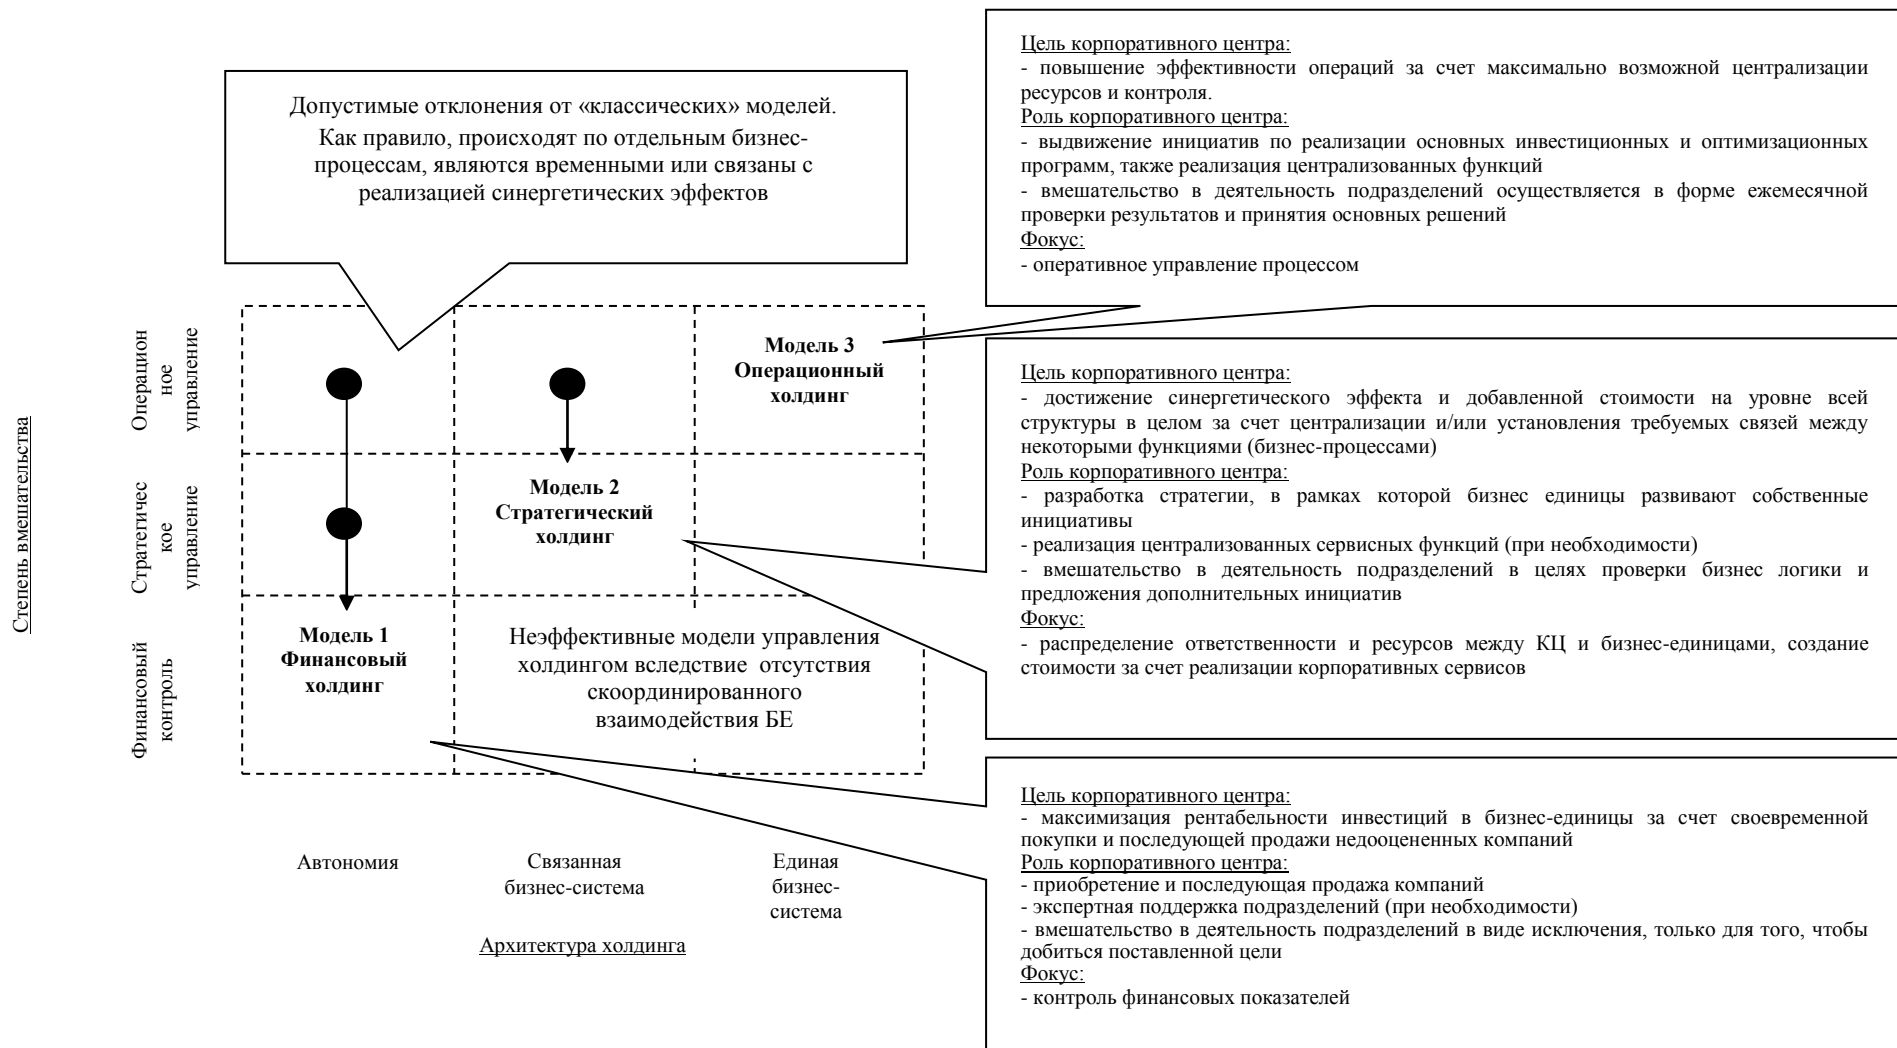 Допустимые отклонения от «классических» моделей.
Как правило, происходят по отдельным бизнес-
процессам, являются временными или связаны с
реализацией синергетических эффектов
Цель корпоративного центра:
- повышение эффективности операций за счет максимально возможной централизации
ресурсов и контроля.
Роль корпоративного центра:
- выдвижение инициатив по реализации основных инвестиционных и оптимизационных
программ, также реализация централизованных функций
- вмешательство в деятельность подразделений осуществляется в форме ежемесячной
проверки результатов и принятия основных решений
Фокус:
- оперативное управление процессом
Степень вмешательства
Операцион
ное
управление
Стратегичес
кое
управление
Финансовый
контроль
Модель 3
Операционный
холдинг
Модель 2
Стратегический
холдинг
Модель 1
Финансовый
холдинг
Неэффективные модели управления
холдингом вследствие отсутствия
скоординированного
взаимодействия БЕ
Цель корпоративного центра:
- достижение синергетического эффекта и добавленной стоимости на уровне всей
структуры в целом за счет централизации и/или установления требуемых связей между
некоторыми функциями (бизнес-процессами)
Роль корпоративного центра:
- разработка стратегии, в рамках которой бизнес единицы развивают собственные
инициативы
- реализация централизованных сервисных функций (при необходимости)
- вмешательство в деятельность подразделений в целях проверки бизнес логики и
предложения дополнительных инициатив
Фокус:
- распределение ответственности и ресурсов между КЦ и бизнес-единицами, создание
стоимости за счет реализации корпоративных сервисов
Цель корпоративного центра:
- максимизация рентабельности инвестиций в бизнес-единицы за счет своевременной
покупки и последующей продажи недооцененных компаний
Роль корпоративного центра:
- приобретение и последующая продажа компаний
- экспертная поддержка подразделений (при необходимости)
- вмешательство в деятельность подразделений в виде исключения, только для того, чтобы
добиться поставленной цели
Фокус:
- контроль финансовых показателей
Автономия
Связанная
бизнес-система
Единая
бизнес-
система
Архитектура холдинга